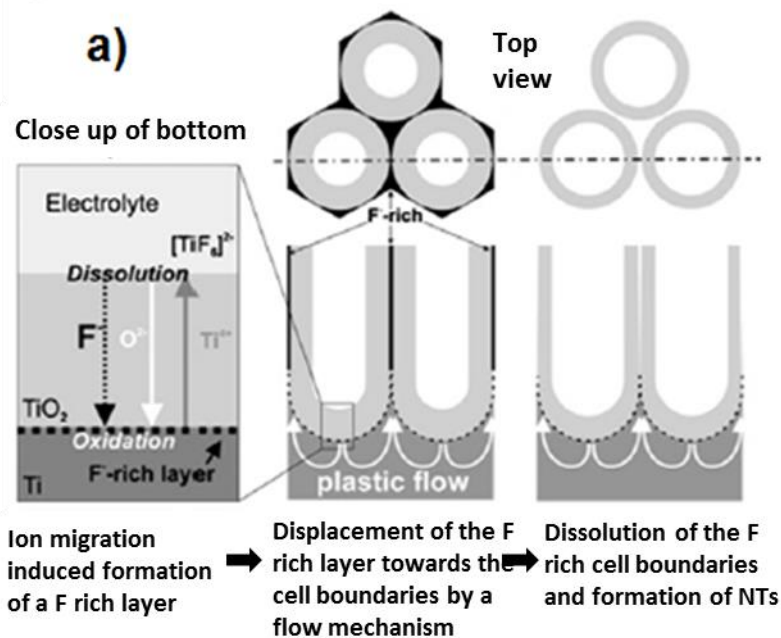 a)
Top
view
Close up of bottom
Electrolyte
[TiF₆]²⁻
Dissolution
F⁻
O²⁻
Ti⁴⁺
TiO₂
Oxidation
F⁻-rich layer
Ti
F⁻-rich
plastic flow
Ion migration
induced formation
of a F rich layer
Displacement of the F
rich layer towards the
cell boundaries by a
flow mechanism
Dissolution of the F
rich cell boundaries
and formation of NTs